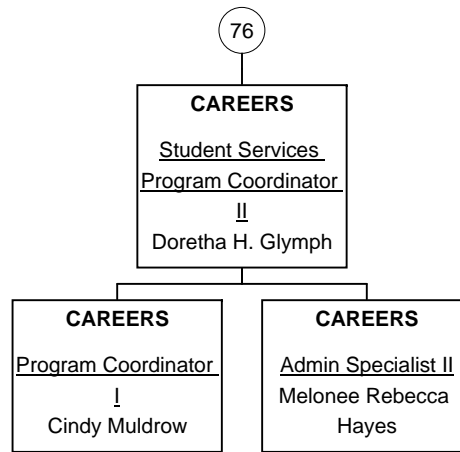 76
CAREERS
Student Services
Program Coordinator
II
Doretha H. Glymph
CAREERS
Program Coordinator
I
Cindy Muldrow
CAREERS
Admin Specialist II
Melonee Rebecca
Hayes